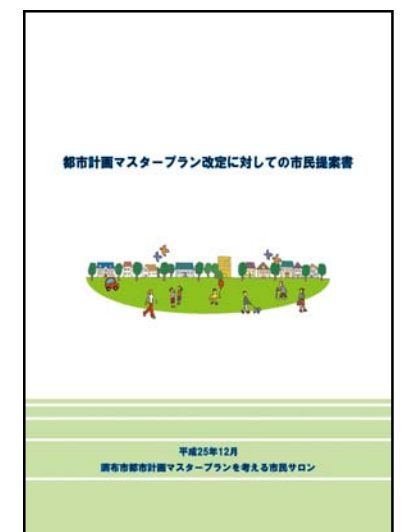 都市計画マスタープラン改定に対しての市民提案書
平成25年12月
調布市都市計画マスタープランを考える市民サロン